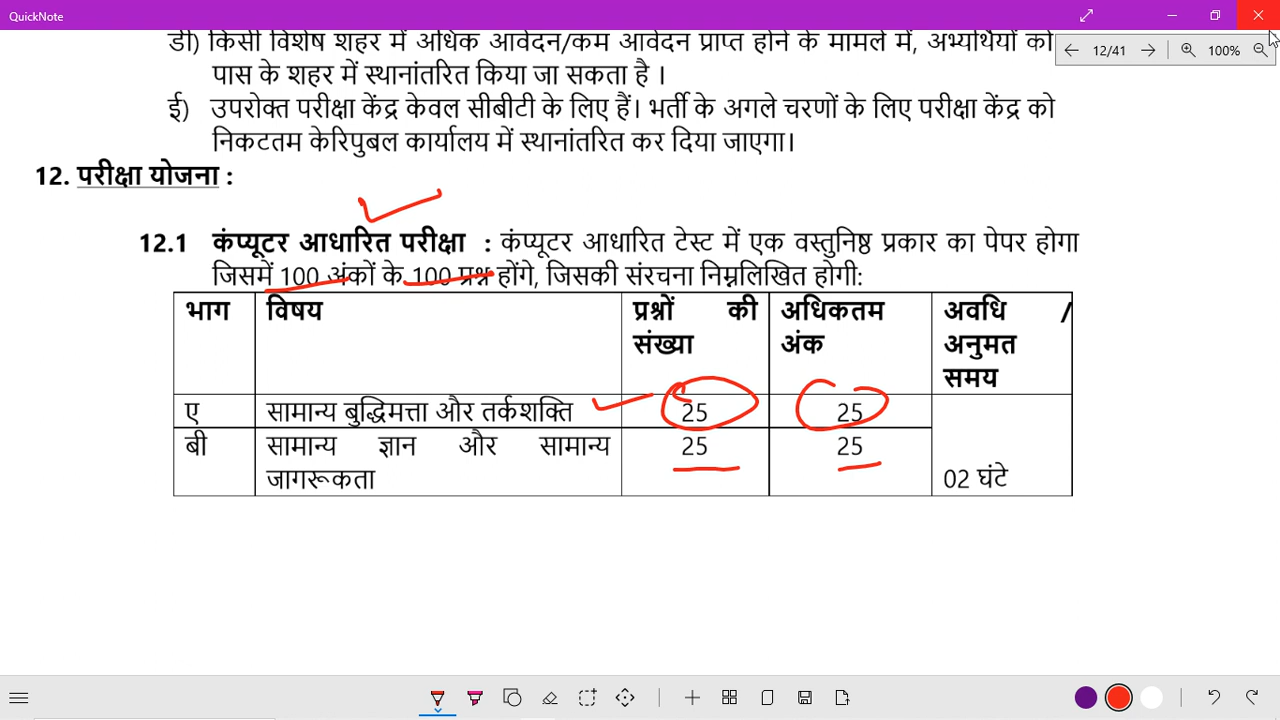 QuickNote
12/41
100%
डी) किसी विशेष शहर में अधिक आवेदन/कम आवेदन प्राप्त होने के मामले में, अभ्यर्थियों को
पास के शहर में स्थानांतरित किया जा सकता है ।
ई) उपरोक्त परीक्षा केंद्र केवल सीबीटी के लिए हैं। भर्ती के अगले चरणों के लिए परीक्षा केंद्र को
निकटतम केरिपुबल कार्यालय में स्थानांतरित कर दिया जाएगा।
12. परीक्षा योजना :
12.1 कंप्यूटर आधारित परीक्षा : कंप्यूटर आधारित टेस्ट में एक वस्तुनिष्ठ प्रकार का पेपर होगा
जिसमें 100 अंकों के 100 प्रश्न होंगे, जिसकी संरचना निम्नलिखित होगी:
भाग विषय प्रश्नों की संख्या अधिकतम अंक अवधि / अनुमत समय
ए सामान्य बुद्धिमत्ता और तर्कशक्ति 25 25
बी सामान्य ज्ञान और सामान्य जागरूकता 25 25 02 घंटे